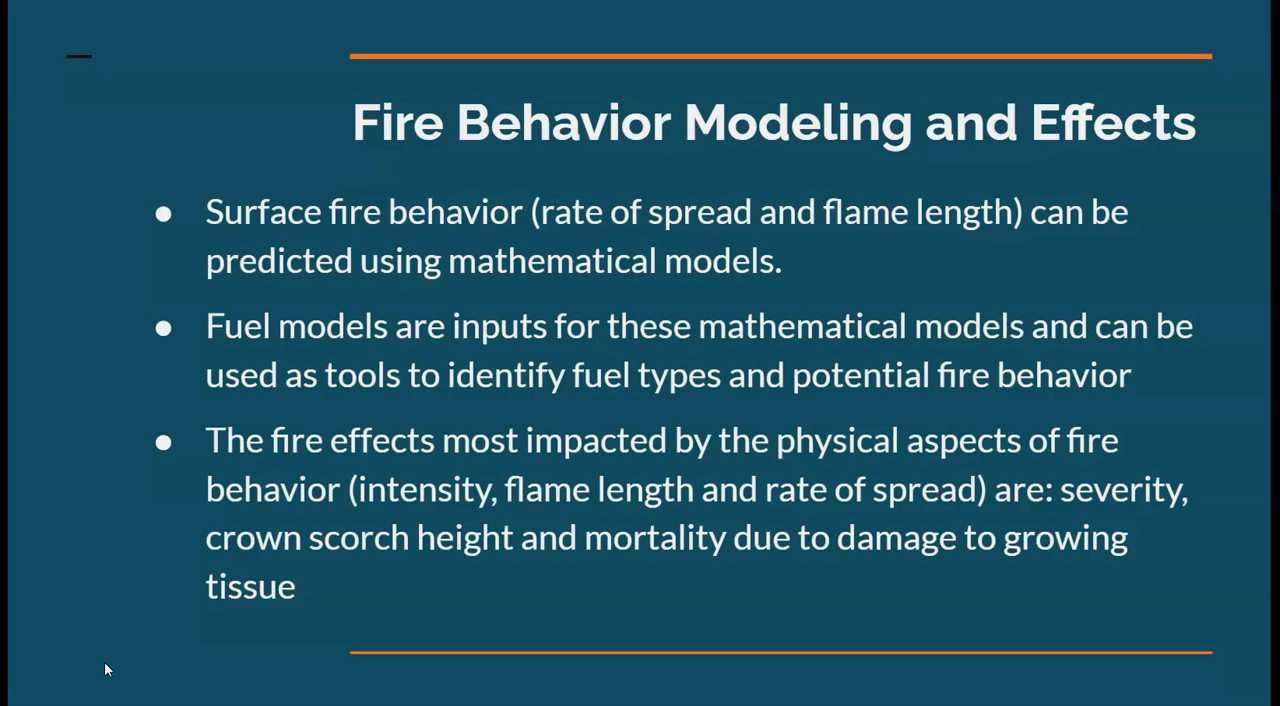 Fire Behavior Modeling and Effects
● Surface fire behavior (rate of spread and flame length) can be
predicted using mathematical models.
● Fuel models are inputs for these mathematical models and can be
used as tools to identify fuel types and potential fire behavior
● The fire effects most impacted by the physical aspects of fire
behavior (intensity, flame length and rate of spread) are: severity,
crown scorch height and mortality due to damage to growing
tissue